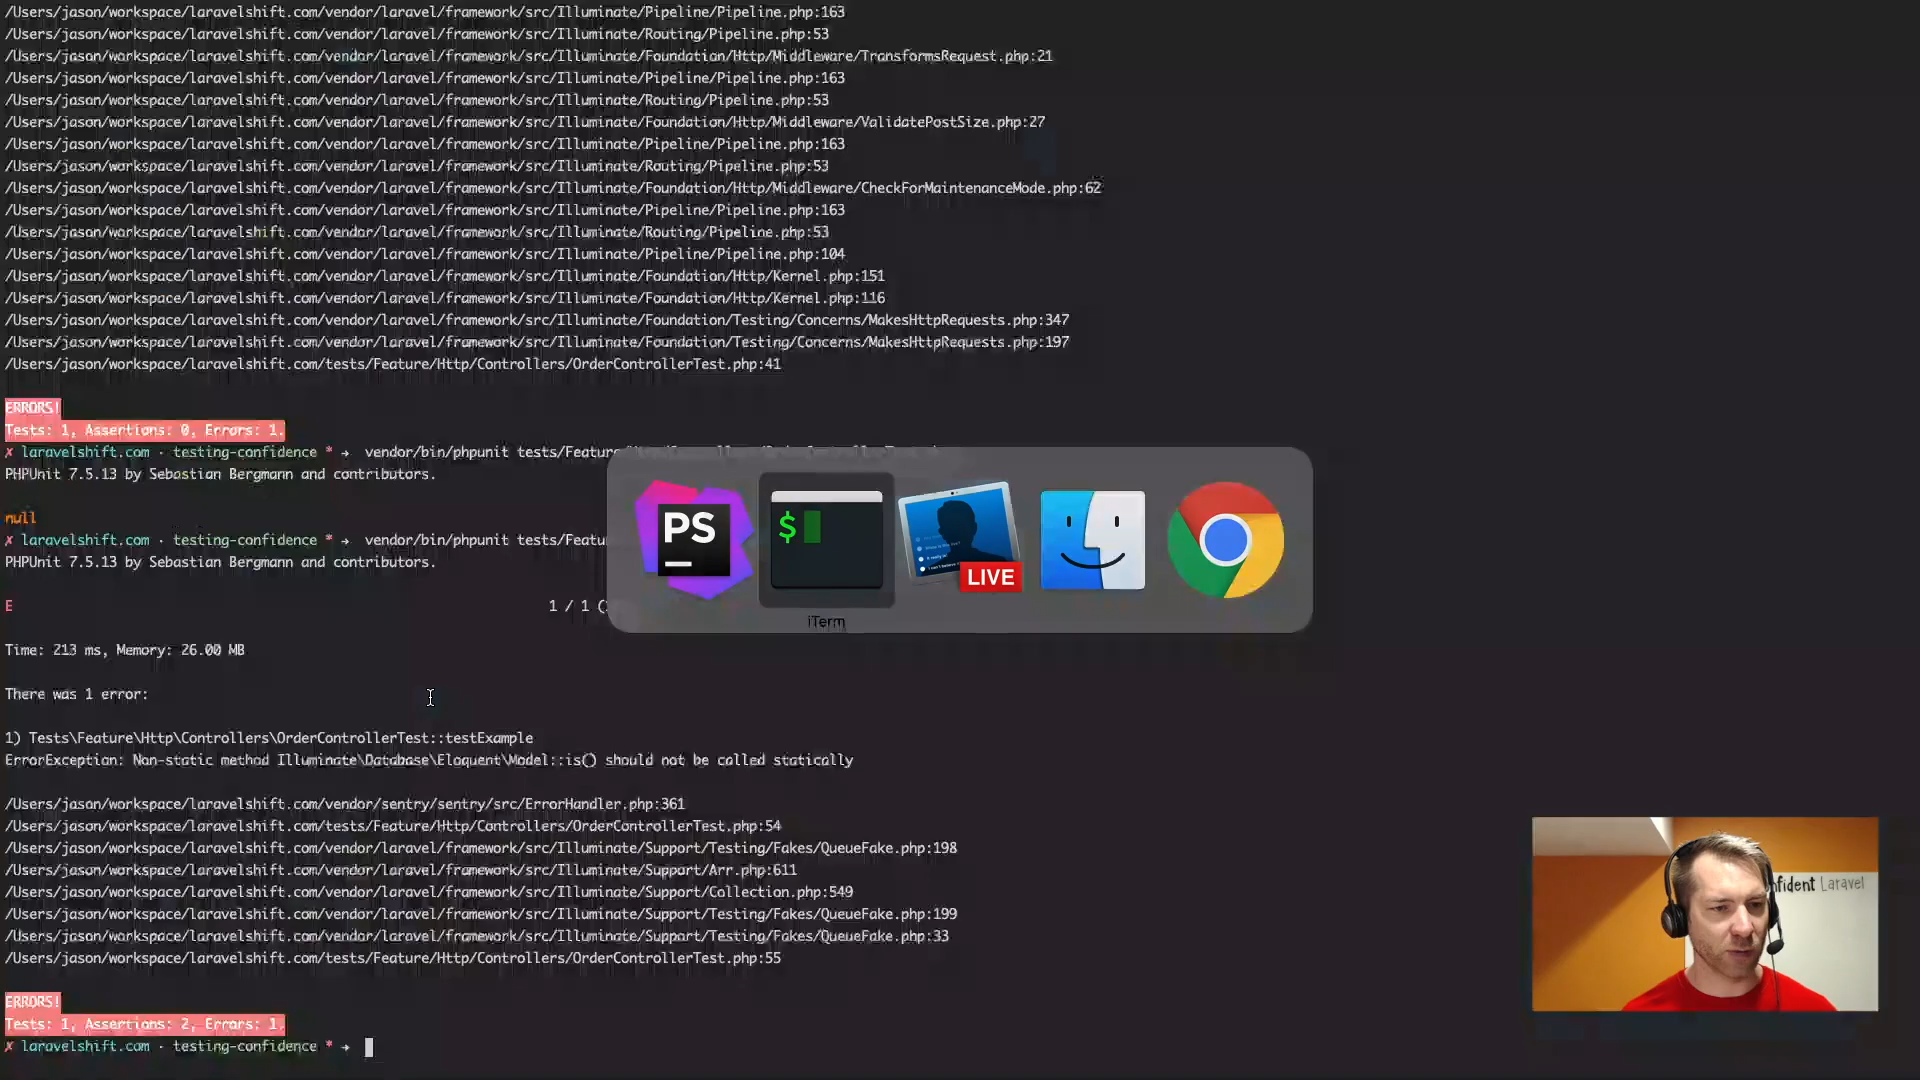 /Users/jason/workspace/laravelshift.com/vendor/laravel/framework/src/Illuminate/Pipeline/Pipeline.php:163
/Users/jason/workspace/laravelshift.com/vendor/laravel/framework/src/Illuminate/Routing/Pipeline.php:53
/Users/jason/workspace/laravelshift.com/vendor/laravel/framework/src/Illuminate/Foundation/Http/Middleware/TransformsRequest.php:21
/Users/jason/workspace/laravelshift.com/vendor/laravel/framework/src/Illuminate/Pipeline/Pipeline.php:163
/Users/jason/workspace/laravelshift.com/vendor/laravel/framework/src/Illuminate/Routing/Pipeline.php:53
/Users/jason/workspace/laravelshift.com/vendor/laravel/framework/src/Illuminate/Foundation/Http/Middleware/ValidatePostSize.php:27
/Users/jason/workspace/laravelshift.com/vendor/laravel/framework/src/Illuminate/Pipeline/Pipeline.php:163
/Users/jason/workspace/laravelshift.com/vendor/laravel/framework/src/Illuminate/Routing/Pipeline.php:53
/Users/jason/workspace/laravelshift.com/vendor/laravel/framework/src/Illuminate/Foundation/Http/Middleware/CheckForMaintenanceMode.php:62
/Users/jason/workspace/laravelshift.com/vendor/laravel/framework/src/Illuminate/Pipeline/Pipeline.php:163
/Users/jason/workspace/laravelshift.com/vendor/laravel/framework/src/Illuminate/Routing/Pipeline.php:53
/Users/jason/workspace/laravelshift.com/vendor/laravel/framework/src/Illuminate/Pipeline/Pipeline.php:104
/Users/jason/workspace/laravelshift.com/vendor/laravel/framework/src/Illuminate/Foundation/Http/Kernel.php:151
/Users/jason/workspace/laravelshift.com/vendor/laravel/framework/src/Illuminate/Foundation/Http/Kernel.php:116
/Users/jason/workspace/laravelshift.com/vendor/laravel/framework/src/Illuminate/Foundation/Testing/Concerns/MakesHttpRequests.php:347
/Users/jason/workspace/laravelshift.com/vendor/laravel/framework/src/Illuminate/Foundation/Testing/Concerns/MakesHttpRequests.php:197
/Users/jason/workspace/laravelshift.com/tests/Feature/Http/Controllers/OrderControllerTest.php:41
ERRORS!
Tests: 1, Assertions: 0, Errors: 1.
✗ laravelshift.com · testing-confidence * → vendor/bin/phpunit tests/Feature/Http/Controllers/OrderControllerTest.php
PHPUnit 7.5.13 by Sebastian Bergmann and contributors.
null
✗ laravelshift.com · testing-confidence * → vendor/bin/phpunit tests/Featu
PHPUnit 7.5.13 by Sebastian Bergmann and contributors.
PS
$
LIVE
iTerm
E 1 / 1 (
Time: 213 ms, Memory: 26.00 MB
There was 1 error:
1) Tests\Feature\Http\Controllers\OrderControllerTest::testExample
ErrorException: Non-static method Illuminate\Database\Eloquent\Model::is() should not be called statically
/Users/jason/workspace/laravelshift.com/vendor/sentry/sentry/src/ErrorHandler.php:361
/Users/jason/workspace/laravelshift.com/tests/Feature/Http/Controllers/OrderControllerTest.php:54
/Users/jason/workspace/laravelshift.com/vendor/laravel/framework/src/Illuminate/Support/Testing/Fakes/QueueFake.php:198
/Users/jason/workspace/laravelshift.com/vendor/laravel/framework/src/Illuminate/Support/Arr.php:611
/Users/jason/workspace/laravelshift.com/vendor/laravel/framework/src/Illuminate/Support/Collection.php:549
/Users/jason/workspace/laravelshift.com/vendor/laravel/framework/src/Illuminate/Support/Testing/Fakes/QueueFake.php:199
/Users/jason/workspace/laravelshift.com/vendor/laravel/framework/src/Illuminate/Support/Testing/Fakes/QueueFake.php:33
/Users/jason/workspace/laravelshift.com/tests/Feature/Http/Controllers/OrderControllerTest.php:55
nfident Laravel
ERRORS!
Tests: 1, Assertions: 2, Errors: 1.
✗ laravelshift.com · testing-confidence * →